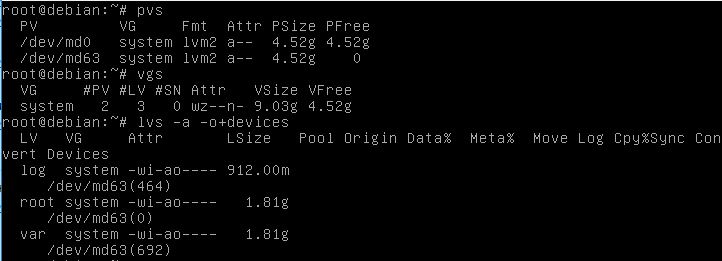 root@debian:~# pvs
  PV         VG     Fmt  Attr PSize PFree
  /dev/md0   system lvm2 a--  4.52g 4.52g
  /dev/md63  system lvm2 a--  4.52g    0
root@debian:~# vgs
  VG     #PV #LV #SN Attr   VSize VFree
  system   2   3   0 wz--n- 9.03g 4.52g
root@debian:~# lvs -a -o+devices
  LV   VG     Attr       LSize   Pool Origin Data%  Meta%  Move Log Cpy%Sync Con
vert Devices
  log  system -wi-ao---- 912.00m
     /dev/md63(464)
  root system -wi-ao----   1.81g
     /dev/md63(0)
  var  system -wi-ao----   1.81g
     /dev/md63(692)